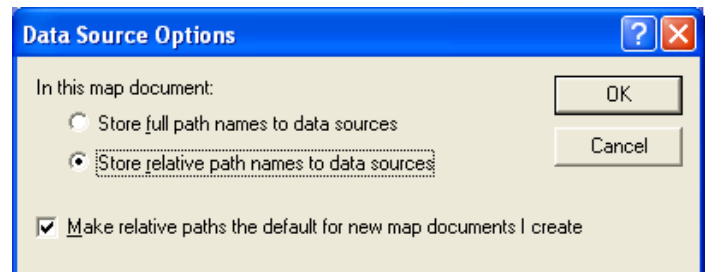 Data Source Options
In this map document:
OK
Store full path names to data sources
Cancel
Store relative path names to data sources
Make relative paths the default for new map documents I create